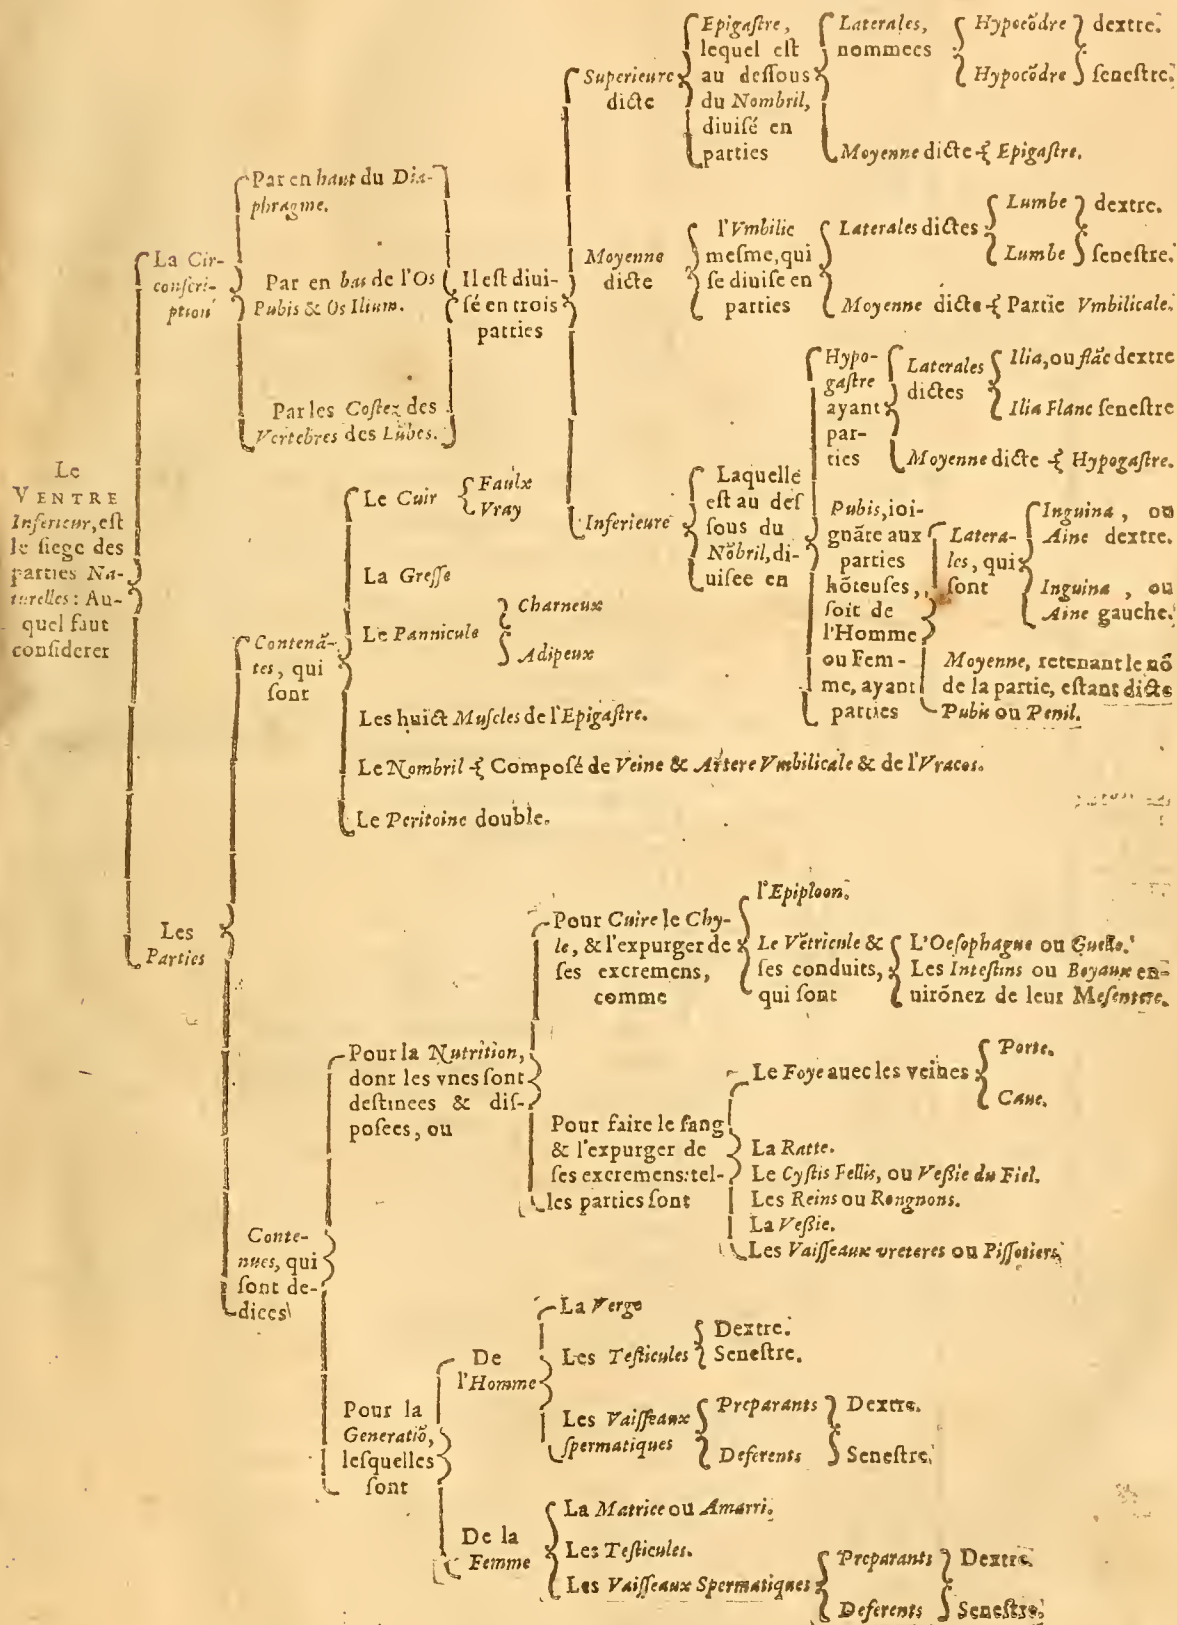 Le
VENTRE
Inferieur, est
le siege des
parties Na-
turelles: Au-
quel faut
considerer
La Cir-
conscri-
ption
Par en haut du Dia-
phragme.
Par en bas de l'Os
Pubis & Os Ilium.
Par les Costez des
Vertebres des Lũbes.
Il est diui-
sé en trois
parties
Superieure
dicte
Epigastre,
lequel est
au dessous
du Nombril,
diuisé en
parties
Laterales,
nommees
Hypocõdre
Hypocõdre
dextre.
senestre.
Moyenne dicte Epigastre.
Moyenne
dicte
l'Vmbilic
mesme, qui
se diuise en
parties
Laterales dictes
Lumbe
Lumbe
dextre.
senestre.
Moyenne dicte Partie Vmbilicale.
Inferieure
Laquelle
est au des
sous du
Nõbril, di-
uisee en
Hypo-
gastre
ayant
par-
ties
Laterales
dictes
Ilia, ou flãc dextre
Ilia Flanc senestre
Moyenne dicte Hypogastre.
Pubis, ioi-
gnãte aux
parties
hõteuses,
soit de
l'Homme
ou Fem-
me, ayant
parties
Latera-
les, qui
sont
Inguina, ou
Aine dextre.
Inguina, ou
Aine gauche.
Moyenne, retenant le nõ
de la partie, estans dicte
Pubis ou Penil.
Les
Parties
Contenã-
tes, qui
sont
Le Cuir
Faulx
Vray
La Gresse
Le Pannicule
Charneux
Adipeux
Les huict Muscles de l'Epigastre.
Le Nombril Composé de Veine & Artere Vmbilicale & de l'Vracos.
Le Peritoine double.
Conte-
nues, qui
sont de-
diees
Pour la Nutrition,
dont les vnes sont
destinees & dis-
posees, ou
Pour Cuire le Chy-
le, & l'expurger de
ses excremens,
comme
l'Epiploon.
Le Vẽtricule &
ses conduits,
qui sont
L'Oesophague ou Guelle.
Les Intestins ou Boyaux en-
uirõnez de leur Mesentere.
Pour faire le sang
& l'expurger de
ses excremens: tel-
les parties sont
Le Foye auec les veines
Porte.
Caue.
La Ratte.
Le Cystis Fellis, ou Vessie du Fiel.
Les Reins ou Rongnons.
La Vessie.
Les Vaisseaux vreteres ou Pissotiers.
Pour la
Generatiõ,
lesquelles
sont
De
l'Homme
La Verge
Les Testicules
Dextre.
Senestre.
Les Vaisseaux
spermatiques
Preparants
Deferents
Dextre.
Senestre.
De la
Femme
La Matrice ou Amarri.
Les Testicules.
Les Vaisseaux Spermatiques
Preparants
Deferents
Dextre.
Senestre.